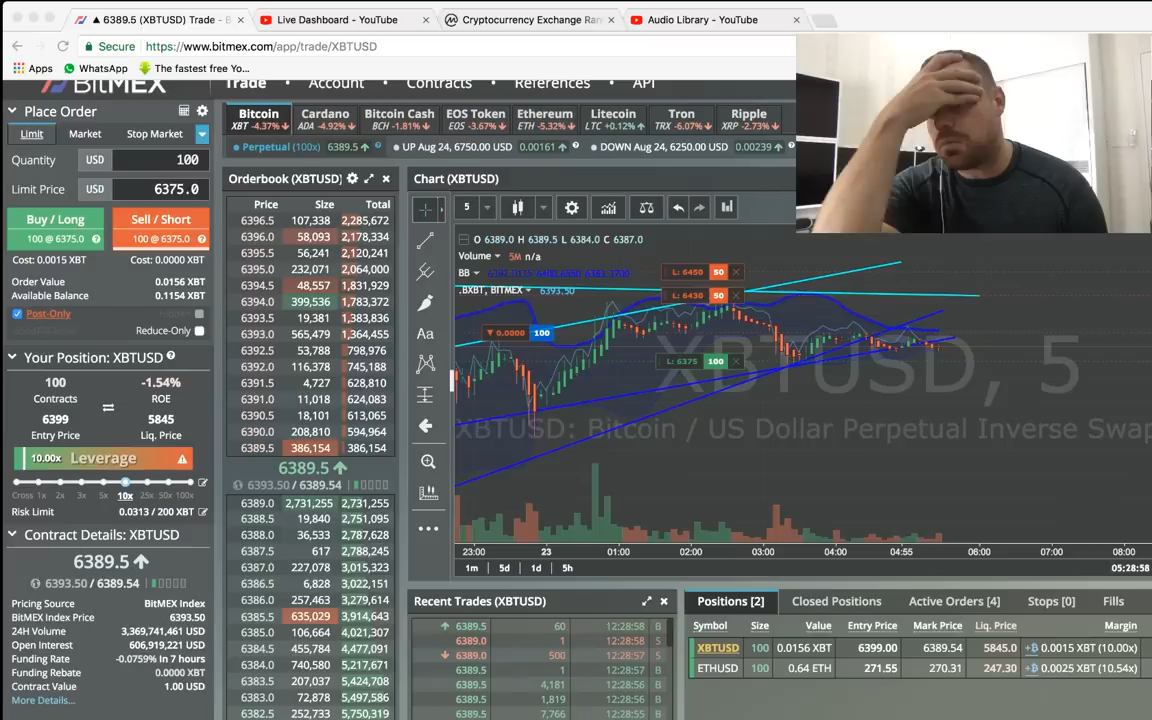 ▲ 6389.5 (XBTUSD) Trade - B
Live Dashboard - YouTube
Cryptocurrency Exchange Ran
Audio Library - YouTube
Secure
https://www.bitmex.com/app/trade/XBTUSD
Apps
WhatsApp
The fastest free Yo...
BitMEX
Trade
Account
Contracts
References
API
Place Order
Limit
Market
Stop Market
Quantity USD 100
Limit Price USD 6375.0
Buy / Long
100 @ 6375.0
Sell / Short
100 @ 6375.0
Cost: 0.0015 XBT
Cost: 0.0000 XBT
Order Value 0.0156 XBT
Available Balance 0.1154 XBT
Post-Only
Hidden
Reduce-Only
Your Position: XBTUSD
100 -1.54%
Contracts ROE
6399 5845
Entry Price Liq. Price
10.00x Leverage
Cross 1x 2x 3x 5x 10x 25x 50x 100x
Risk Limit 0.0313 / 200 XBT
Contract Details: XBTUSD
6389.5
6393.50 / 6389.54
Pricing Source BitMEX Index
BitMEX Index Price 6393.50
24H Volume 3,369,741,461 USD
Open Interest 606,919,221 USD
Funding Rate -0.0759% In 7 hours
Funding Rebate 0.0000 XBT
Contract Value 1.00 USD
More Details...
Bitcoin
XBT -4.37%
Cardano
ADA -4.92%
Bitcoin Cash
BCH -1.81%
EOS Token
EOS -3.67%
Ethereum
ETH -5.32%
Litecoin
LTC +0.12%
Tron
TRX -6.07%
Ripple
XRP -2.73%
Perpetual (100x) 6389.5
UP Aug 24, 6750.00 USD 0.00161
DOWN Aug 24, 6250.00 USD 0.00239
Orderbook (XBTUSD)
Price Size Total
6396.5 107,338 2,285,672
6396.0 58,093 2,178,334
6395.5 56,241 2,120,241
6395.0 232,071 2,064,000
6394.5 48,557 1,831,929
6394.0 399,536 1,783,372
6393.5 19,381 1,383,836
6393.0 565,479 1,364,455
6392.5 53,788 798,976
6392.0 116,378 745,188
6391.5 4,727 628,810
6391.0 11,018 624,083
6390.5 18,101 613,065
6390.0 208,810 594,964
6389.5 386,154 386,154
6389.5
6393.50 / 6389.54
6389.0 2,731,255 2,731,255
6388.5 19,840 2,751,095
6388.0 36,533 2,787,628
6387.5 617 2,788,245
6387.0 227,078 3,015,323
6386.5 6,828 3,022,151
6386.0 257,463 3,279,614
6385.5 635,029 3,914,643
6385.0 106,664 4,021,307
6384.5 455,784 4,477,091
6384.0 740,580 5,217,671
6383.5 207,037 5,424,708
6383.0 72,878 5,497,586
6382.5 252,733 5,750,319
Chart (XBTUSD)
5
O 6389.0 H 6389.5 L 6384.0 C 6387.0
Volume 5M n/a
BB
.BXBT, BITMEX 6393.50
L: 6450 50
L: 6430 50
0.0000 100
L: 6375 100
XBTUSD, 5
XBTUSD: Bitcoin / US Dollar Perpetual Inverse Swap
Aa
23:00 23 01:00 02:00 03:00 04:00 04:55 06:00 07:00 08:00
1m 5d 1d 5h
05:28:58
Recent Trades (XBTUSD)
6389.5 60 12:28:58 B
6389.0 1 12:28:58 S
6389.0 500 12:28:57 S
6389.5 1 12:28:57 B
6389.5 4,181 12:28:56 B
6389.5 1,819 12:28:56 B
6389.5 7,766 12:28:55 B
Positions [2]
Closed Positions
Active Orders [4]
Stops [0]
Fills
Symbol Size Value Entry Price Mark Price Liq. Price Margin
XBTUSD 100 0.0156 XBT 6399.00 6389.54 5845.0 0.0015 XBT (10.00x)
ETHUSD 100 0.64 ETH 271.55 270.31 247.30 0.0025 XBT (10.54x)